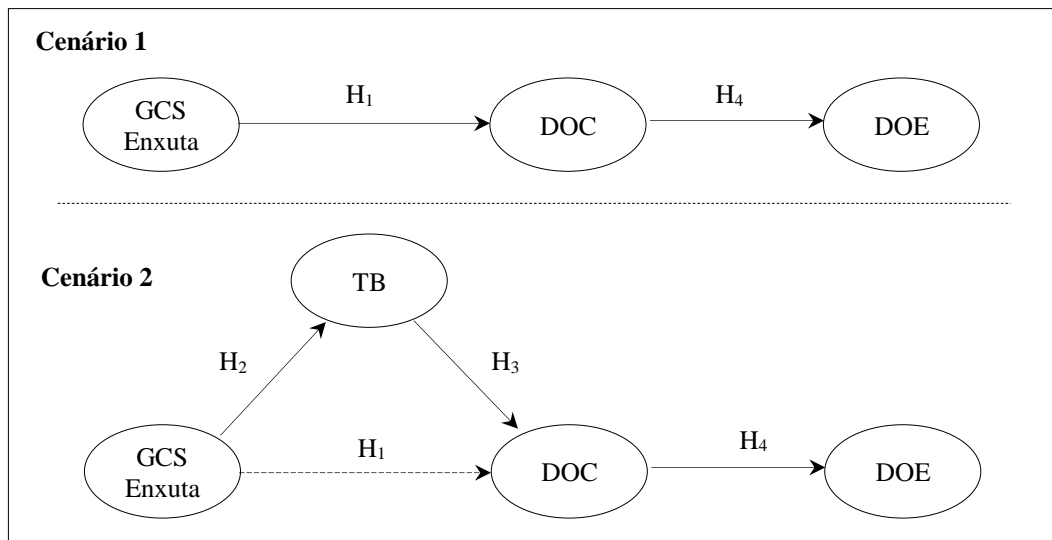 Cenário 1
GCS
Enxuta
H₁
DOC
H₄
DOE
Cenário 2
TB
H₂
H₃
GCS
Enxuta
H₁
DOC
H₄
DOE